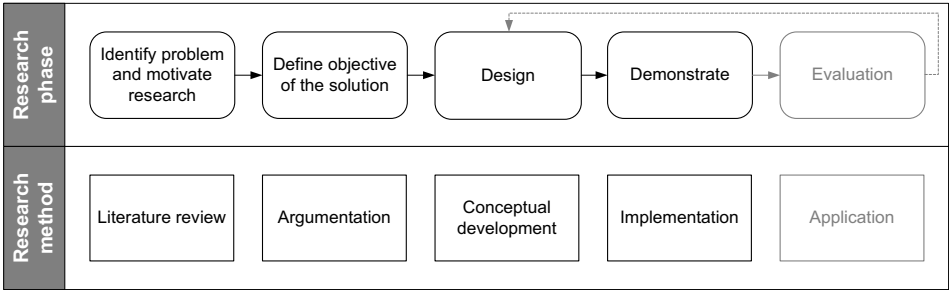 Research
phase
Identify problem
and motivate
research
Define objective
of the solution
Design
Demonstrate
Evaluation
Research
method
Literature review
Argumentation
Conceptual
development
Implementation
Application